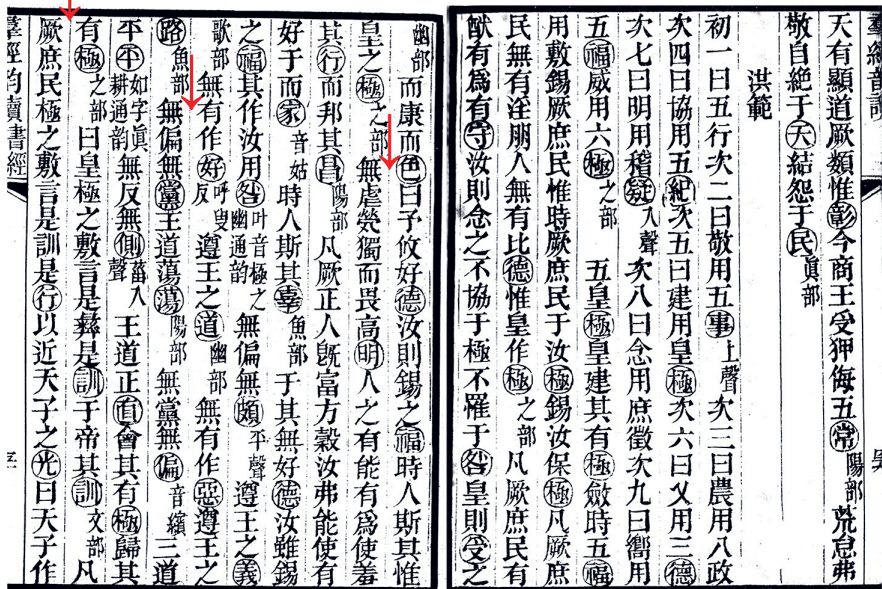 羣經韵讀
天有顯道厥類惟彰今商王受狎侮五常陽部荒怠弗
敬自絕于天結怨于民眞部
洪範
初一曰五行次二曰敬用五事上聲次三曰農用八政
次四曰協用五紀次五曰建用皇極次六曰乂用三德
次七曰明用稽疑入聲次八曰念用庶徵次九曰嚮用
五福威用六極之部 五皇極皇建其有極斂時五福
用敷錫厥庶民惟時厥庶民于汝極錫汝保極凡厥庶
民無有淫朋人無有比德惟皇作極之部 凡厥庶民有
猷有爲有守汝則念之不協于極不罹于咎皇則受之
幽部 而康而色曰予攸好德汝則錫之福時人斯其惟
皇之極之部 無虐煢獨而畏高明人之有能有爲使羞
其行而邦其昌陽部 凡厥正人旣富方穀汝弗能使有
好于而家音姑時人斯其辜魚部 于其無好德汝雖錫
之福其作汝用咎叶音極之幽通韵 無偏無頗平聲遵王之義
歌部 無有作好呼叟反遵王之道幽部 無有作惡遵王之
路魚部 無偏無黨王道蕩蕩陽部 無黨無偏音繽三道
平平如字眞耕通韵 無反無側葘入聲 王道正直會其有極歸其
有極之部 曰皇極之敷言是彝是訓于帝其訓文部 凡
厥庶民極之敷言是訓是行以近天子之光曰天子作
羣經韵讀書經